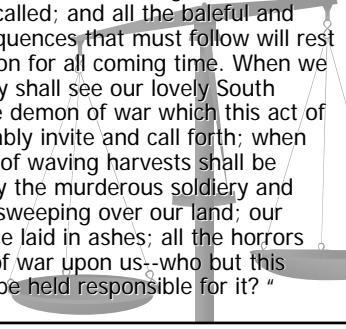 called; and all the baleful and
quences that must follow will rest
on for all coming time. When we
y shall see our lovely South
e demon of war which this act of
ably invite and call forth; when
of waving harvests shall be
y the murderous soldiery and
sweeping over our land; our
e laid in ashes; all the horrors
of war upon us--who but this
be held responsible for it? “